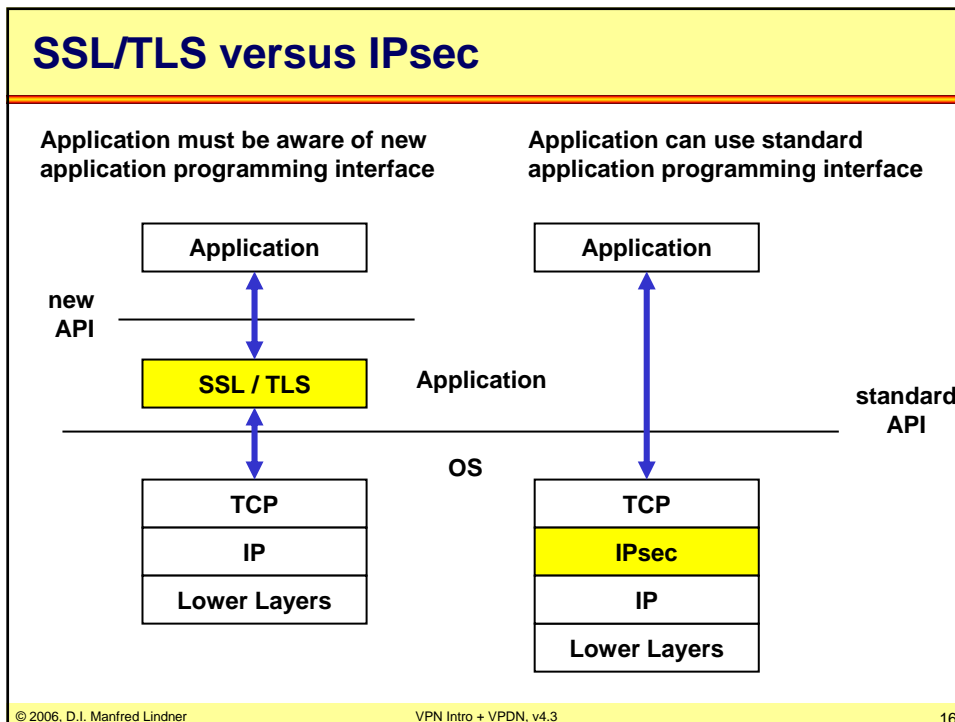 SSL/TLS versus IPsec
Application must be aware of new
application programming interface
Application can use standard
application programming interface
Application
Application
new
API
SSL / TLS
Application
standard
API
OS
TCP
IP
Lower Layers
TCP
IPsec
IP
Lower Layers
© 2006, D.I. Manfred Lindner
VPN Intro + VPDN, v4.3
16